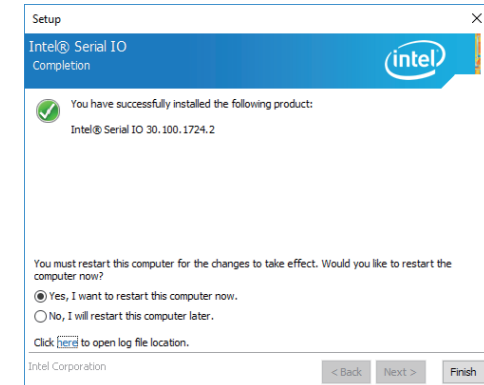 Setup
Intel® Serial IO
Completion
intel
You have successfully installed the following product:
Intel® Serial IO 30.100.1724.2
You must restart this computer for the changes to take effect. Would you like to restart the
computer now?
Yes, I want to restart this computer now.
No, I will restart this computer later.
Click here to open log file location.
Intel Corporation
< Back Next > Finish